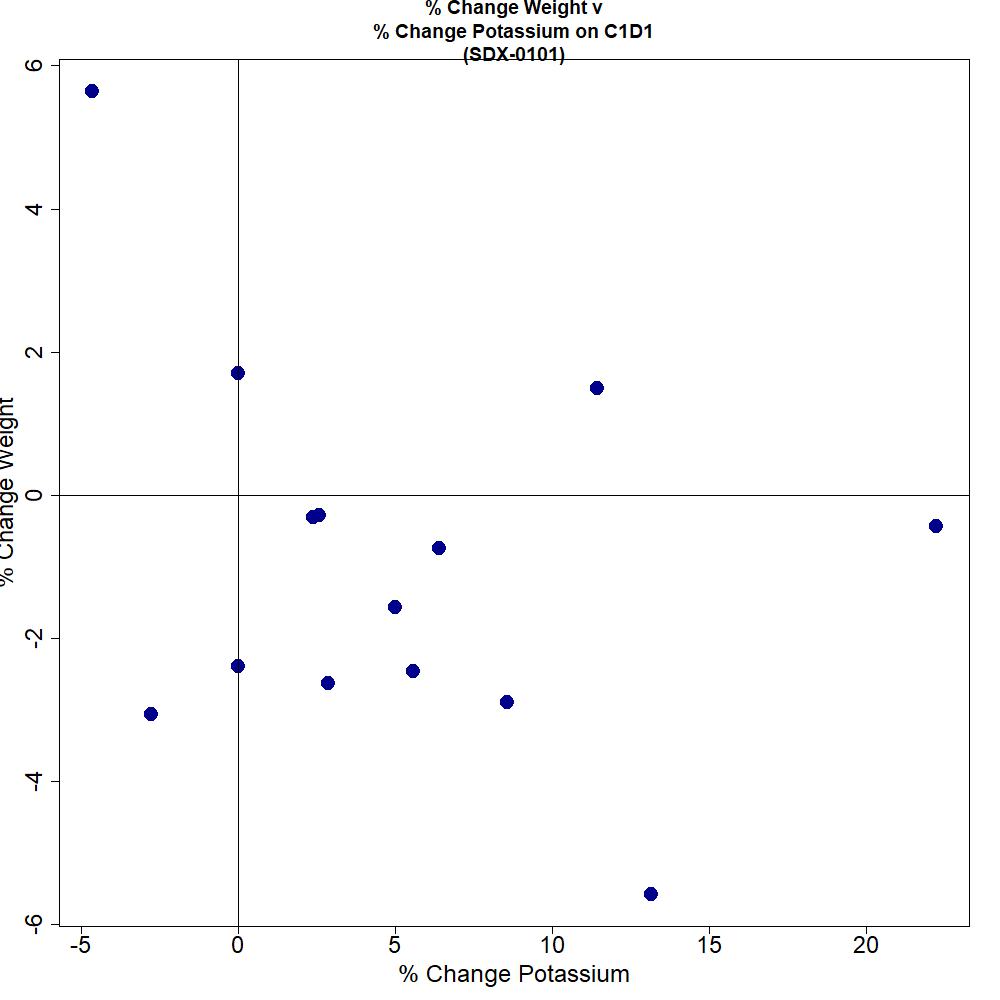 % Change Weight v
% Change Potassium on C1D1
(SDX-0101)
% Change Weight
6
4
2
0
-2
-4
-6
-5
0
5
10
15
20
% Change Potassium